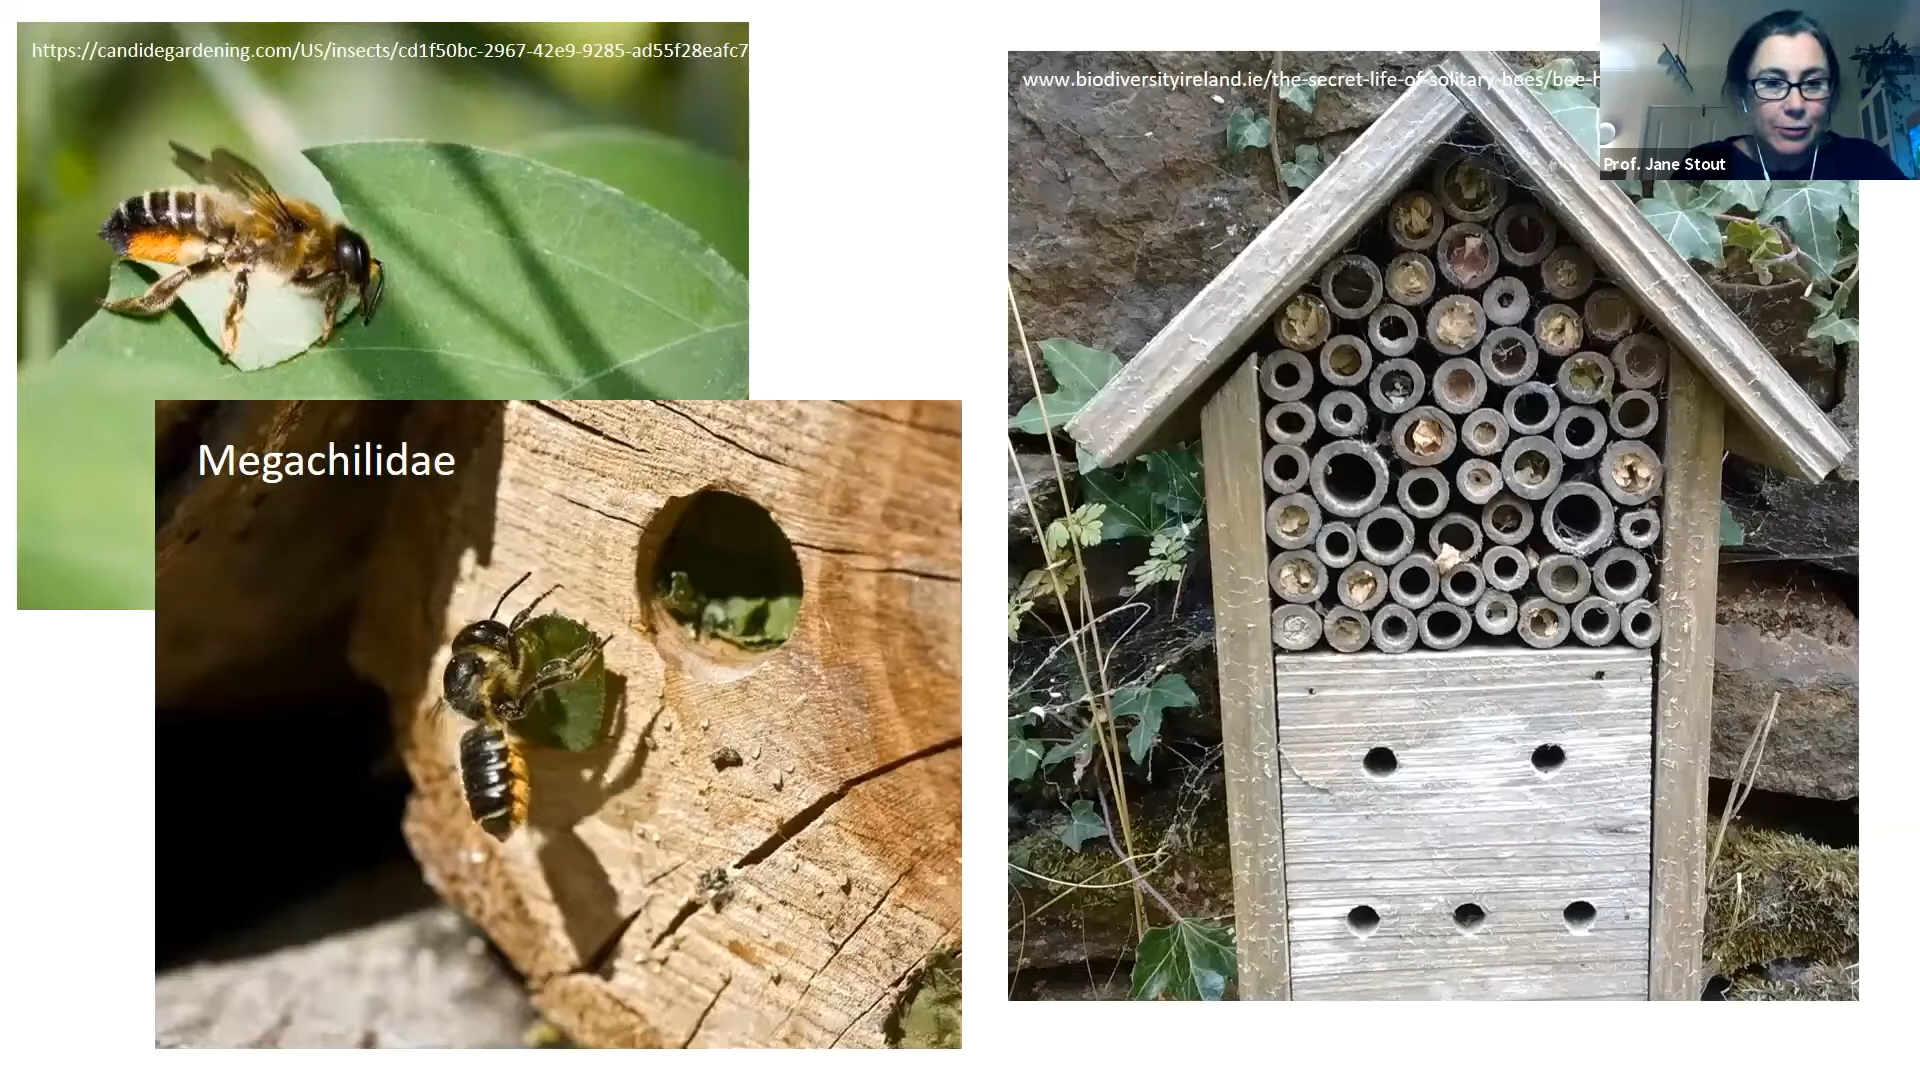 https://candidegardening.com/US/insects/cd1f50bc-2967-42e9-9285-ad55f28eafc7
www.biodiversityireland.ie/the-secret-life-of-solitary-bees/bee-h
Prof. Jane Stout
Megachilidae